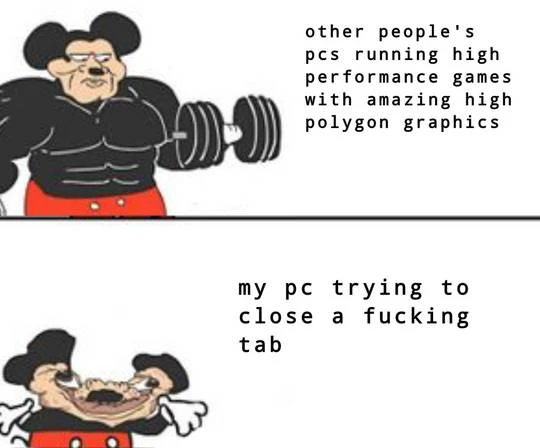 other people's
pcs running high
performance games
with amazing high
polygon graphics
my pc trying to
close a fucking
tab